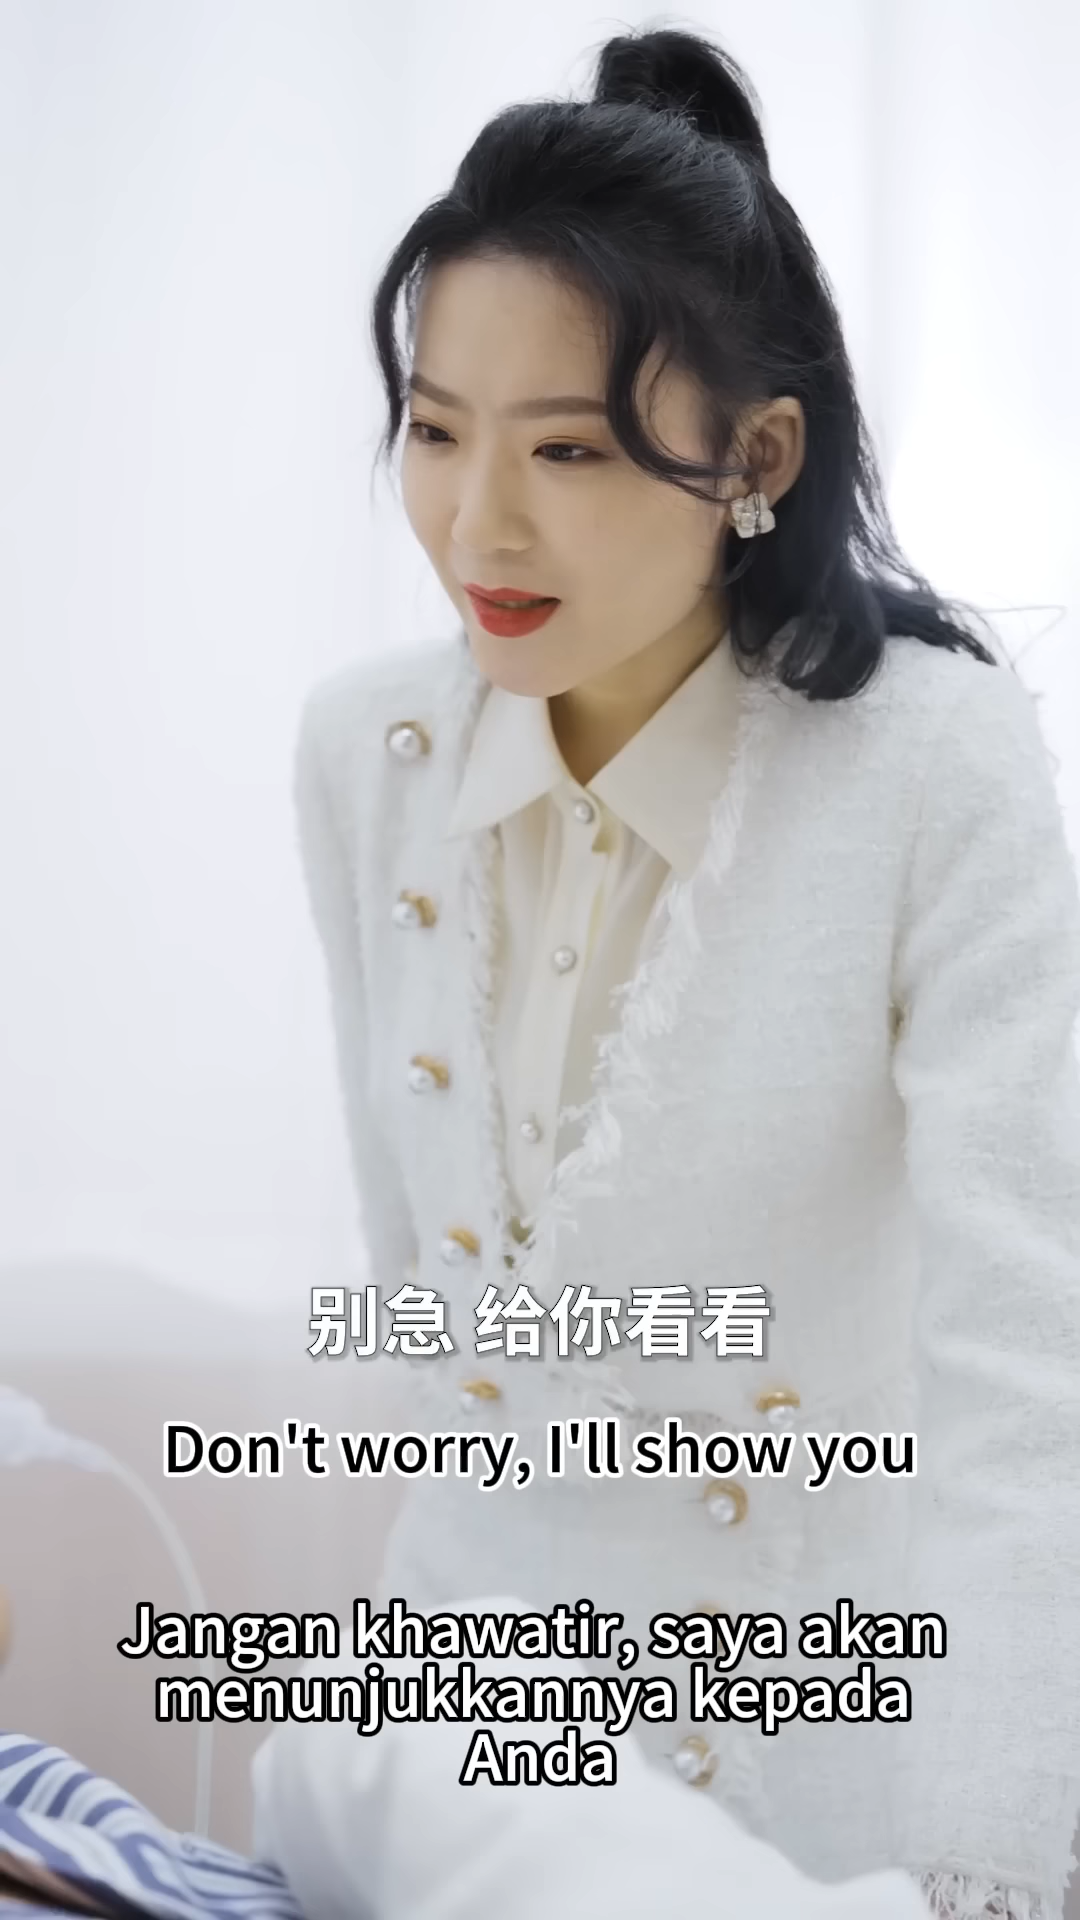 别急 给你看看
Don't worry, I'll show you
Jangan khawatir, saya akan
menunjukkannya kepada
Anda